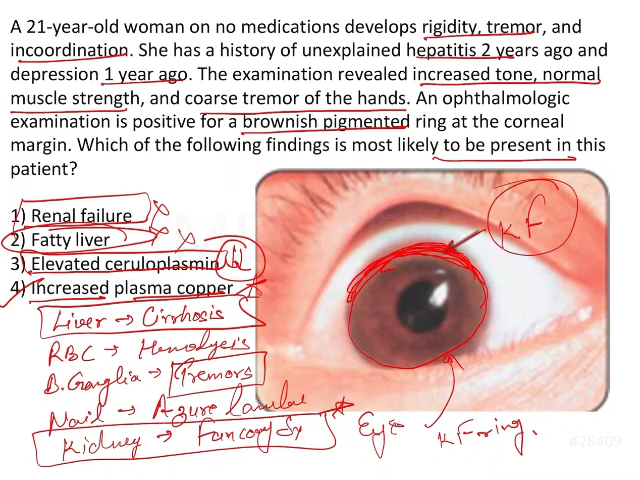 A 21-year-old woman on no medications develops rigidity, tremor, and
incoordination. She has a history of unexplained hepatitis 2 years ago and
depression 1 year ago. The examination revealed increased tone, normal
muscle strength, and coarse tremor of the hands. An ophthalmologic
examination is positive for a brownish pigmented ring at the corneal
margin. Which of the following findings is most likely to be present in this
patient?
1) Renal failure
2) Fatty liver
3) Elevated ceruloplasmin
4) Increased plasma copper
KF
Liver → Cirrhosis
RBC → Hemolysis
B. Ganglia → Tremors
Nail → Azure lunulae
Kidney → Fancony Sx
Eye
KF ring.
#26409